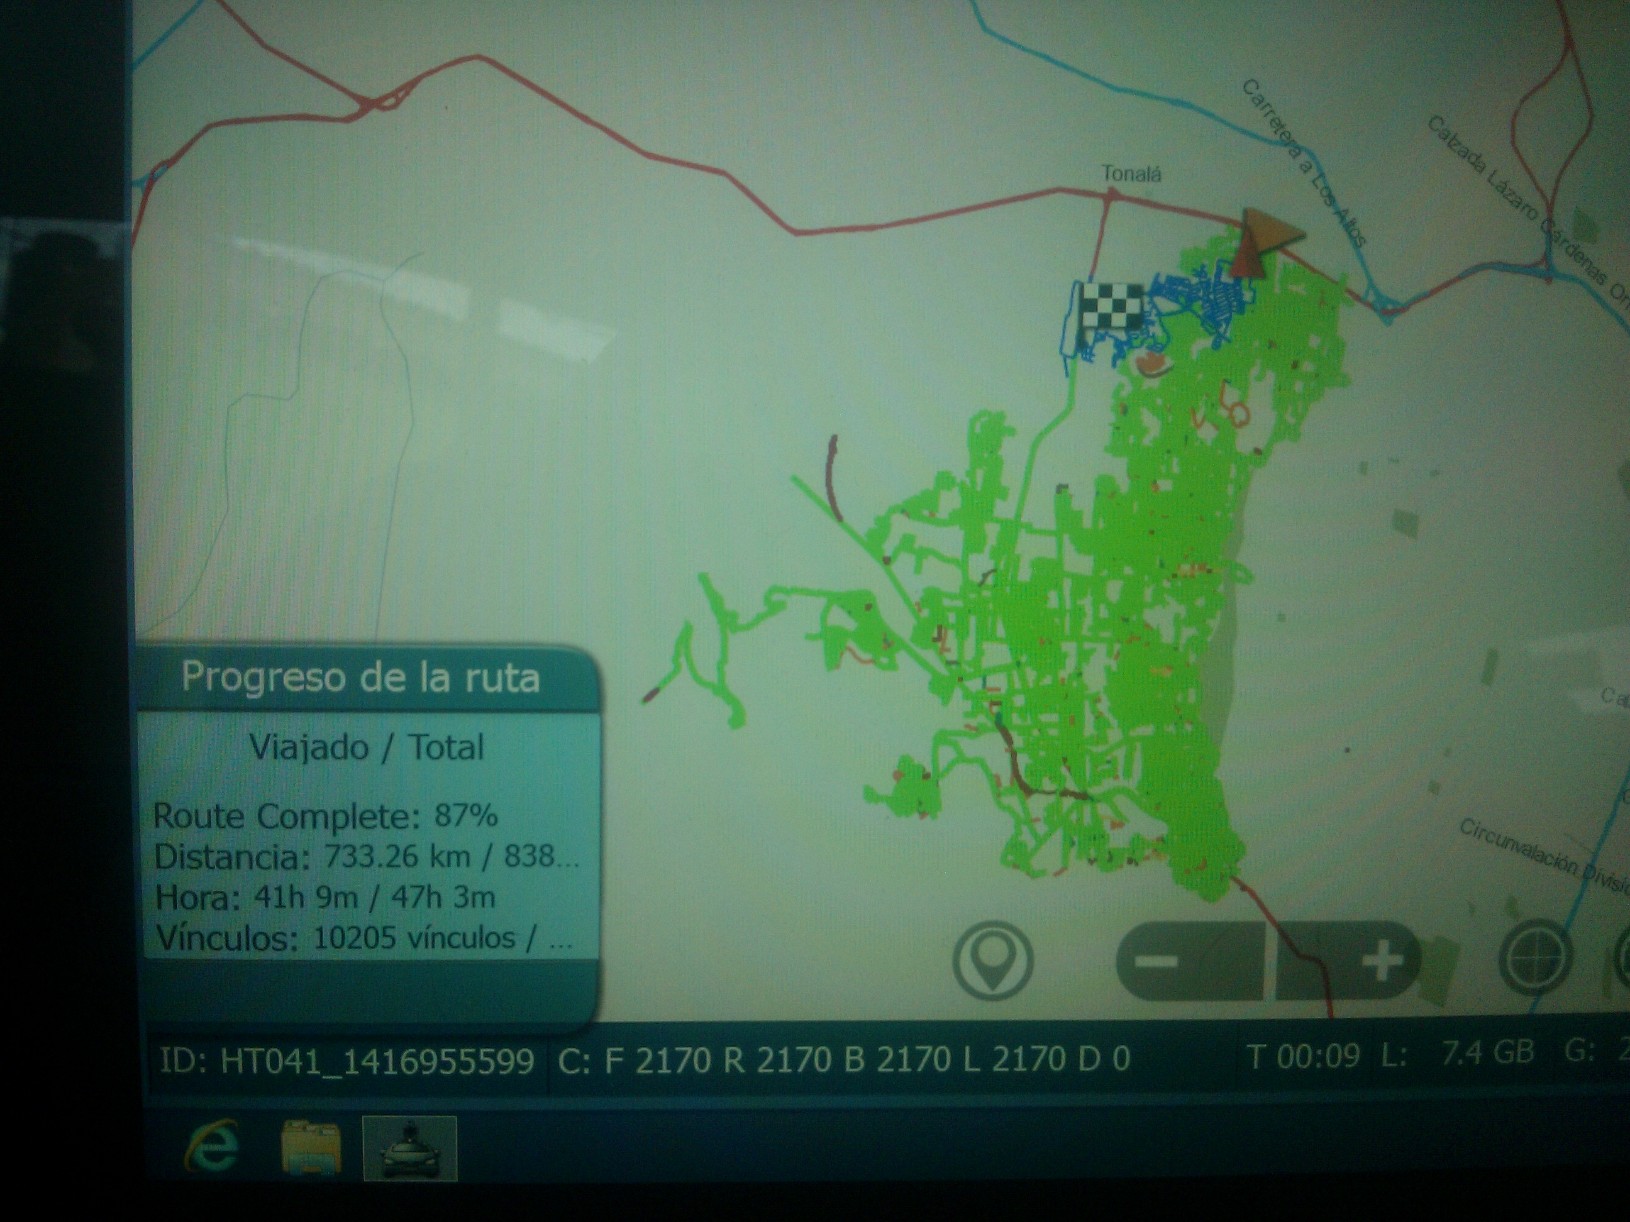 Tonalá
Carretera a Los Altos
Calzada Lázaro Cárdenas
Progreso de la ruta
Viajado / Total
Route Complete: 87%
Distancia: 733.26 km / 838...
Hora: 41h 9m / 47h 3m
Vínculos: 10205 vínculos / ...
Circunvalación
ID: HT041_1416955599 C: F 2170 R 2170 B 2170 L 2170 D 0 T 00:09 L: 7.4 GB G: